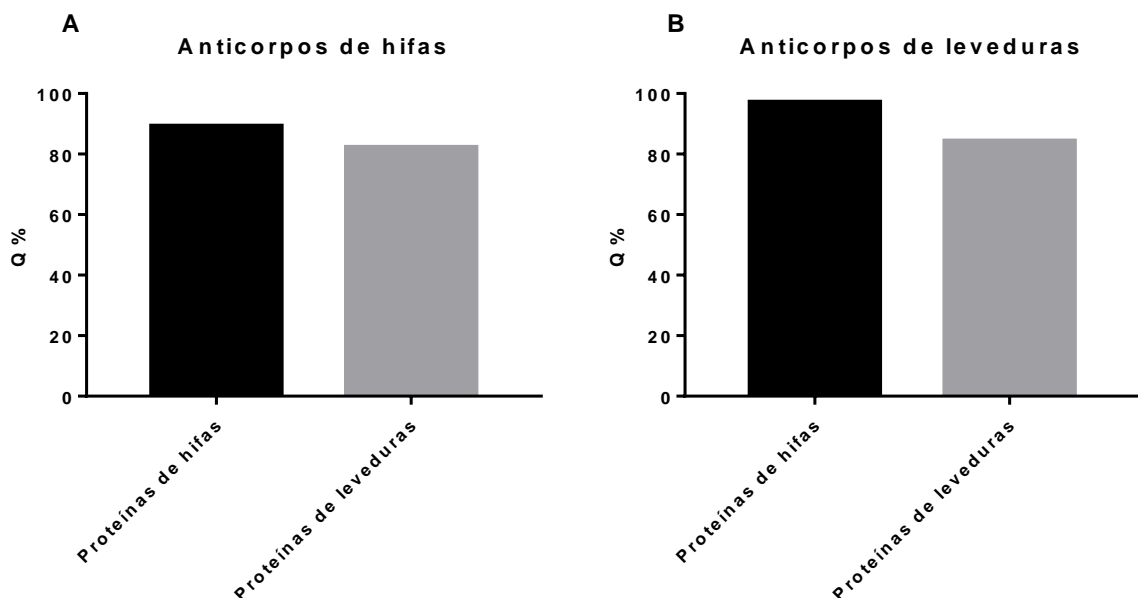 A
Anticorpos de hifas
100
80
60
40
20
0
Q %
Proteínas de hifas
Proteínas de leveduras
B
Anticorpos de leveduras
100
80
60
40
20
0
Q %
Proteínas de hifas
Proteínas de leveduras